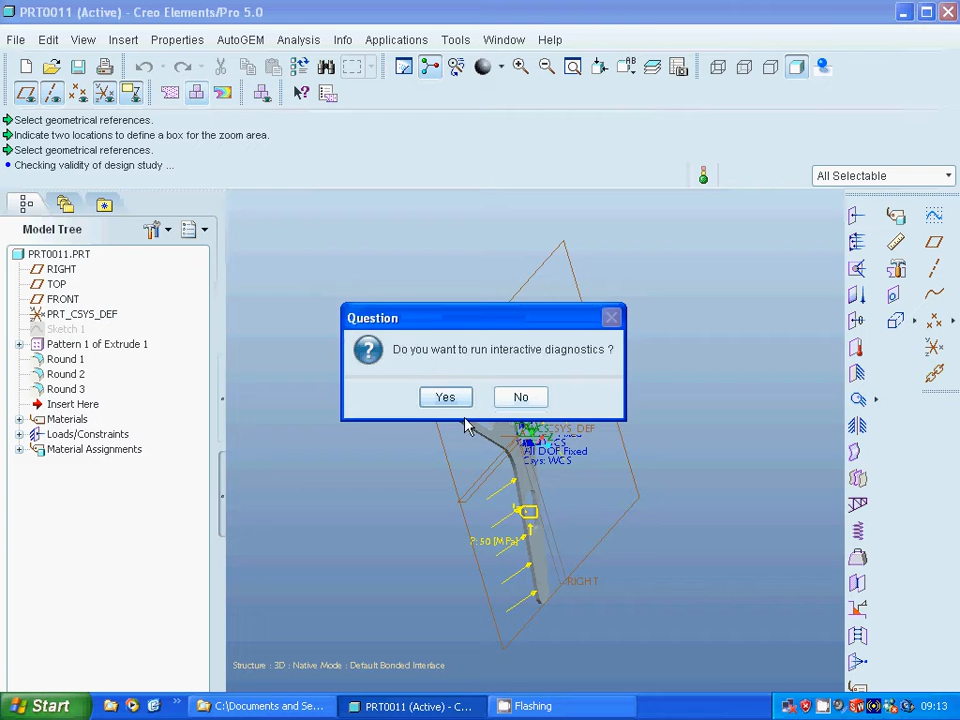 PRT0011 (Active) - Creo Elements/Pro 5.0
File Edit View Insert Properties AutoGEM Analysis Info Applications Tools Window Help
Select geometrical references.
Indicate two locations to define a box for the zoom area.
Select geometrical references.
Checking validity of design study ...
All Selectable
Model Tree
PRT0011.PRT
RIGHT
TOP
FRONT
PRT_CSYS_DEF
Sketch 1
Pattern 1 of Extrude 1
Round 1
Round 2
Round 3
Insert Here
Materials
Loads/Constraints
Material Assignments
Question
Do you want to run interactive diagnostics ?
Yes No
CSYS_DEF
Fixed
WCS
All DOF Fixed
Csys: WCS
P: 50 [MPa]
RIGHT
Structure : 3D : Native Mode : Default Bonded Interface
Start
C:\Documents and Se...
PRT0011 (Active) - C...
Flashing
09:13